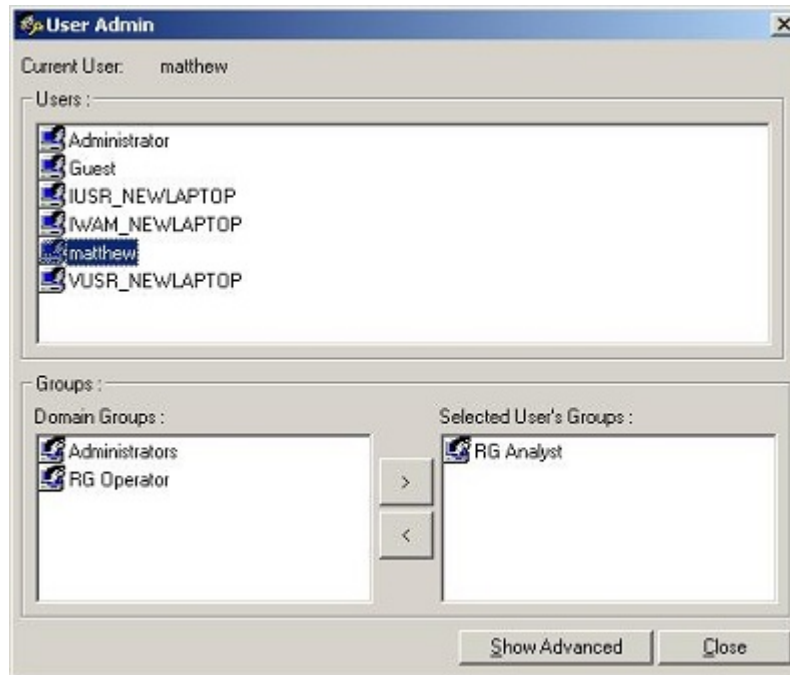 User Admin
Current User: matthew
Users :
Administrator
Guest
IUSR_NEWLAPTOP
IWAM_NEWLAPTOP
matthew
VUSR_NEWLAPTOP
Groups :
Domain Groups :
Administrators
RG Operator
>
<
Selected User's Groups :
RG Analyst
Show Advanced
Close